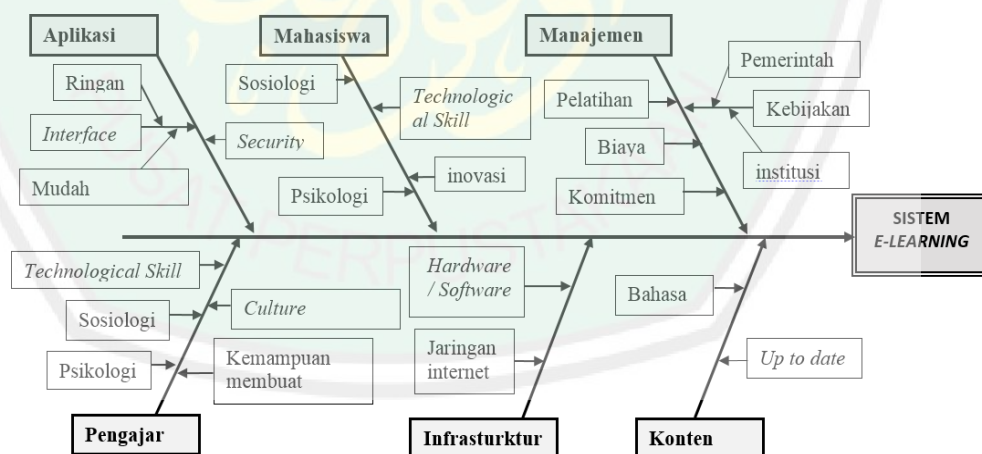 Aplikasi
Mahasiswa
Manajemen
Ringan
Interface
Mudah
Security
Sosiologi
Technologic
al Skill
inovasi
Psikologi
Pelatihan
Biaya
Komitmen
Pemerintah
Kebijakan
institusi
SISTEM
E-LEARNING
Technological Skill
Sosiologi
Psikologi
Culture
Kemampuan
membuat
Hardware
/ Software
Jaringan
internet
Bahasa
Up to date
Pengajar
Infrasturktur
Konten